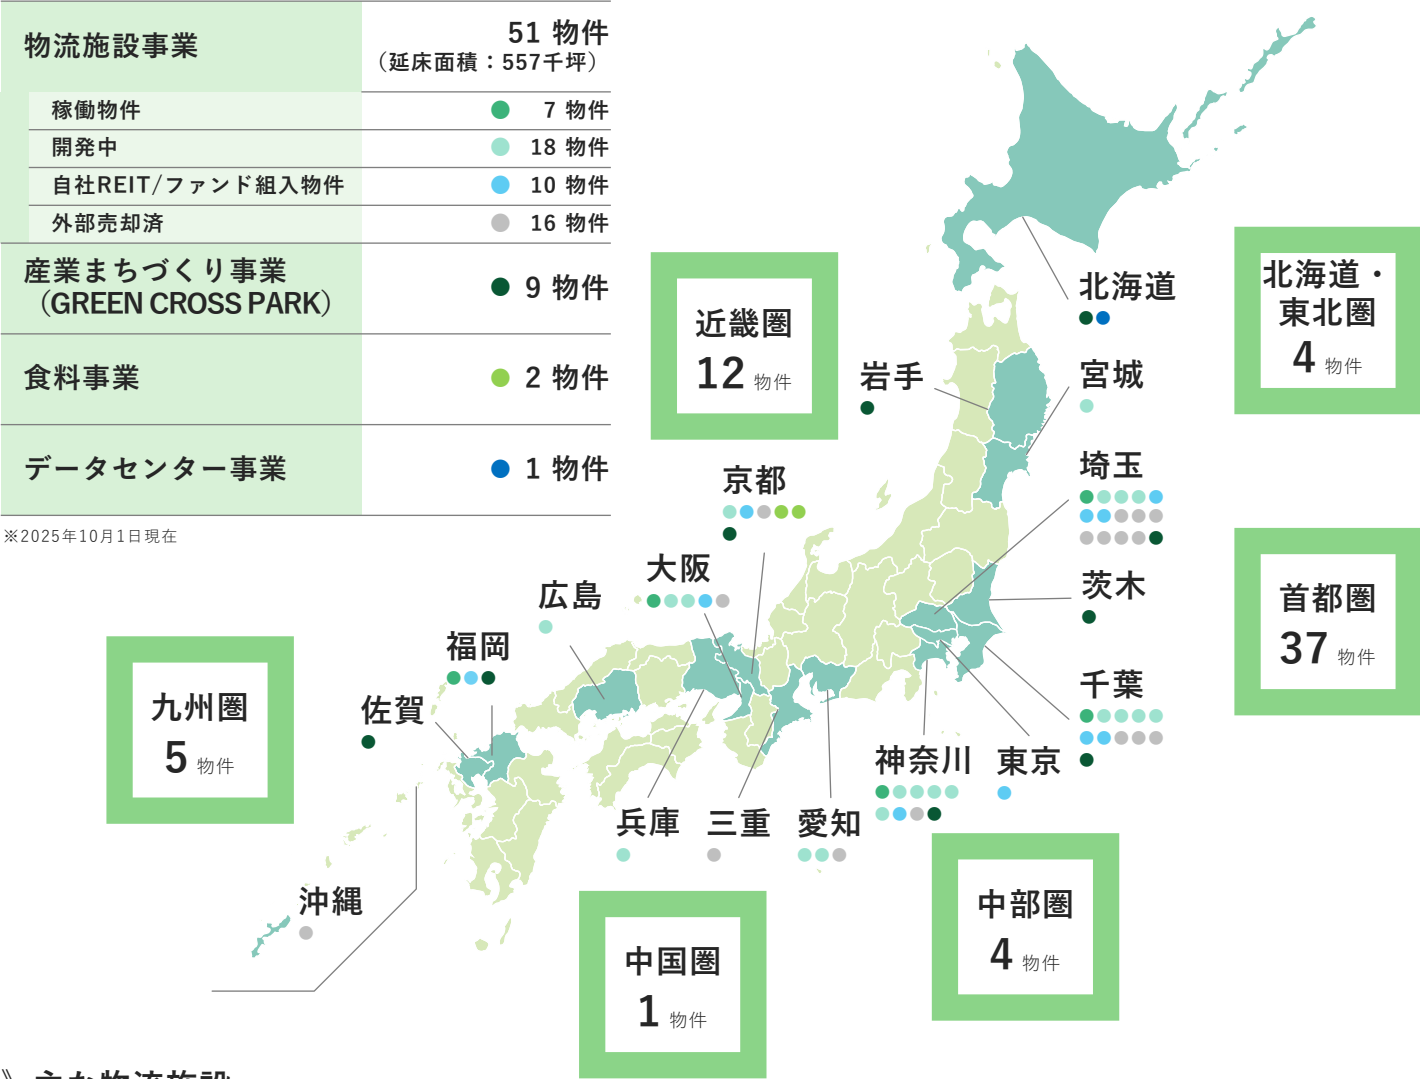 物流施設事業
51 物件
（延床面積：557千坪）
稼働物件
7 物件
開発中
18 物件
自社REIT/ファンド組入物件
10 物件
外部売却済
16 物件
産業まちづくり事業
（GREEN CROSS PARK）
9 物件
食料事業
2 物件
データセンター事業
1 物件
※2025年10月1日現在
近畿圏
12 物件
北海道・
東北圏
4 物件
北海道
岩手
宮城
埼玉
京都
大阪
広島
茨木
首都圏
37 物件
福岡
九州圏
5 物件
佐賀
千葉
神奈川
東京
兵庫
三重
愛知
沖縄
中部圏
4 物件
中国圏
1 物件
》主な物流施設